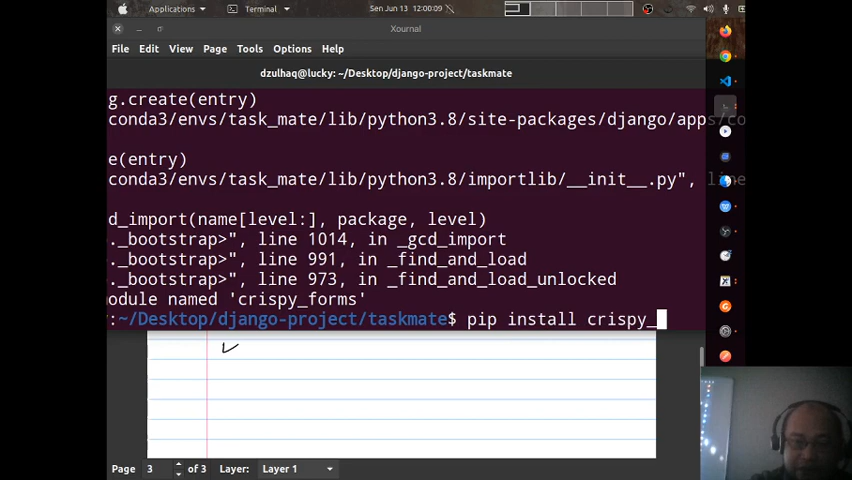 Applications Terminal Sen Jun 13 12:00:09
Xournal
File Edit View Page Tools Options Help
dzulhaq@lucky: ~/Desktop/django-project/taskmate
g.create(entry)
conda3/envs/task_mate/lib/python3.8/site-packages/django/apps/co
e(entry)
conda3/envs/task_mate/lib/python3.8/importlib/__init__.py", line
d_import(name[level:], package, level)
._bootstrap>", line 1014, in _gcd_import
._bootstrap>", line 991, in _find_and_load
._bootstrap>", line 973, in _find_and_load_unlocked
odule named 'crispy_forms'
:~/Desktop/django-project/taskmate$ pip install crispy_
Page 3 of 3 Layer: Layer 1